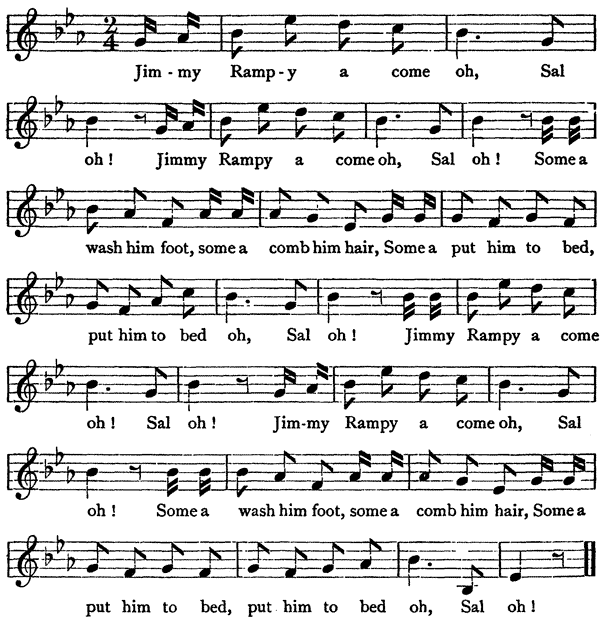 2
4
Jim - my Ramp - y a come oh, Sal
oh ! Jimmy Rampy a come oh, Sal oh ! Some a
wash him foot, some a comb him hair, Some a put him to bed,
put him to bed oh, Sal oh ! Jimmy Rampy a come
oh ! Sal oh ! Jim-my Rampy a come oh, Sal
oh ! Some a wash him foot, some a comb him hair, Some a
put him to bed, put him to bed oh, Sal oh !